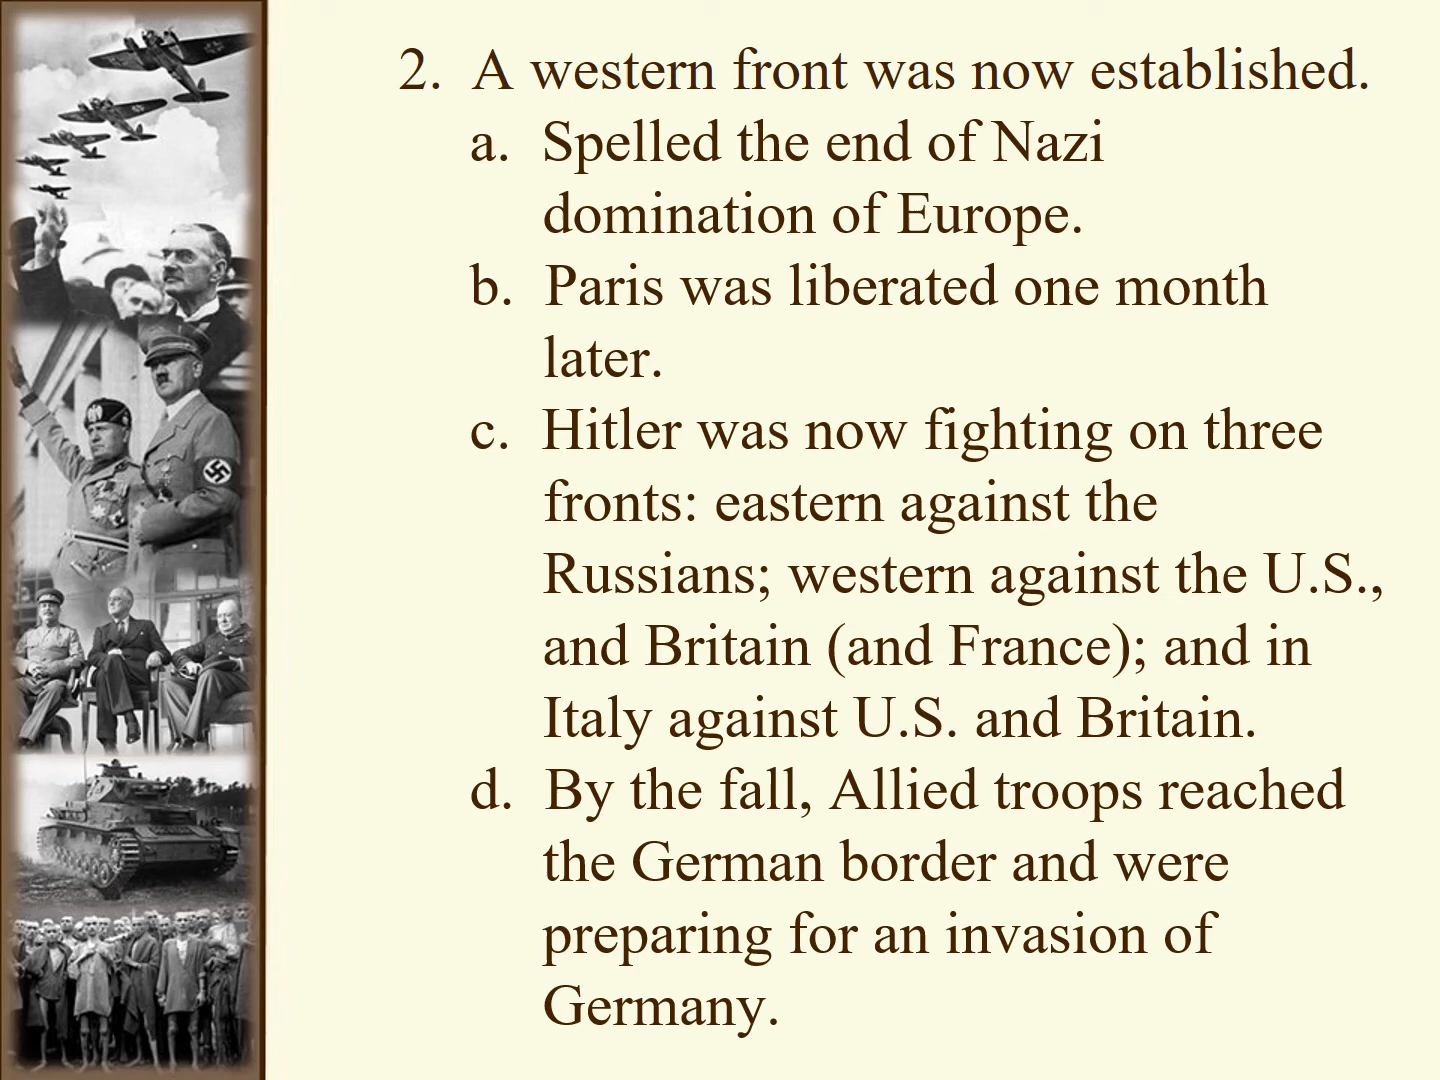 2. A western front was now established.
a. Spelled the end of Nazi
domination of Europe.
b. Paris was liberated one month
later.
c. Hitler was now fighting on three
fronts: eastern against the
Russians; western against the U.S.,
and Britain (and France); and in
Italy against U.S. and Britain.
d. By the fall, Allied troops reached
the German border and were
preparing for an invasion of
Germany.